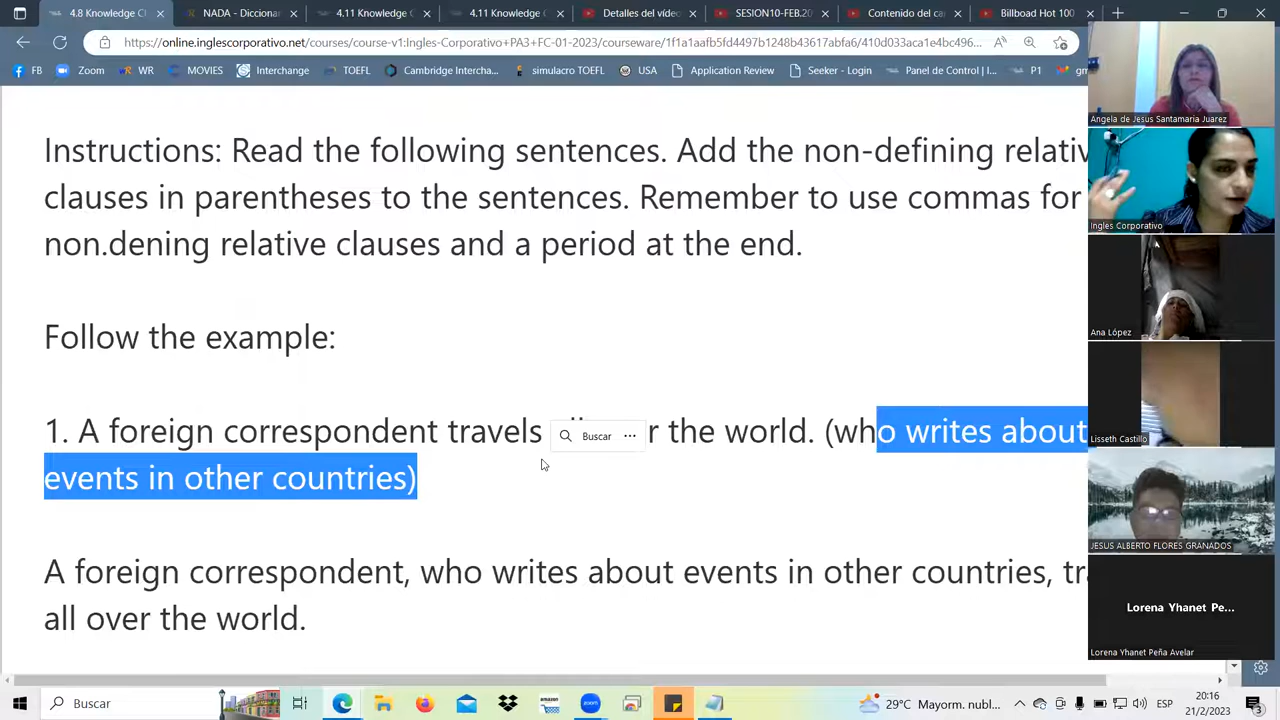 4.8 Knowledge Cl
NADA - Diccionar
4.11 Knowledge C
4.11 Knowledge C
Detalles del víc
SESION10-FEB.20
Contenido del ca
Billboad Hot 100
https://online.inglescorporativo.net/courses/course-v1:Ingles-Corporativo+PA3+FC-01-2023/courseware/1f1a1aafb5fd4497b1248b43617abfa6/410d033aca1e4bc496...
FB
Zoom
WR
MOVIES
Interchange
TOEFL
Cambridge Intercha...
simulacro TOEFL
USA
Application Review
Seeker - Login
Panel de Control | I...
P1
Instructions: Read the following sentences. Add the non-defining relativ
clauses in parentheses to the sentences. Remember to use commas for
non.dening relative clauses and a period at the end.
Follow the example:
1. A foreign correspondent travels r the world. (who writes about
Buscar
events in other countries)
A foreign correspondent, who writes about events in other countries, tra
all over the world.
Angela de Jesus Santamaria Juarez
Ingles Corporativo
Ana López
Lisseth Castillo
JESUS ALBERTO FLORES GRANADOS
Lorena Yhanet Pe...
Lorena Yhanet Peña Avelar
Buscar
29°C Mayorm. nubl...
ESP
20:16
21/2/2023
3